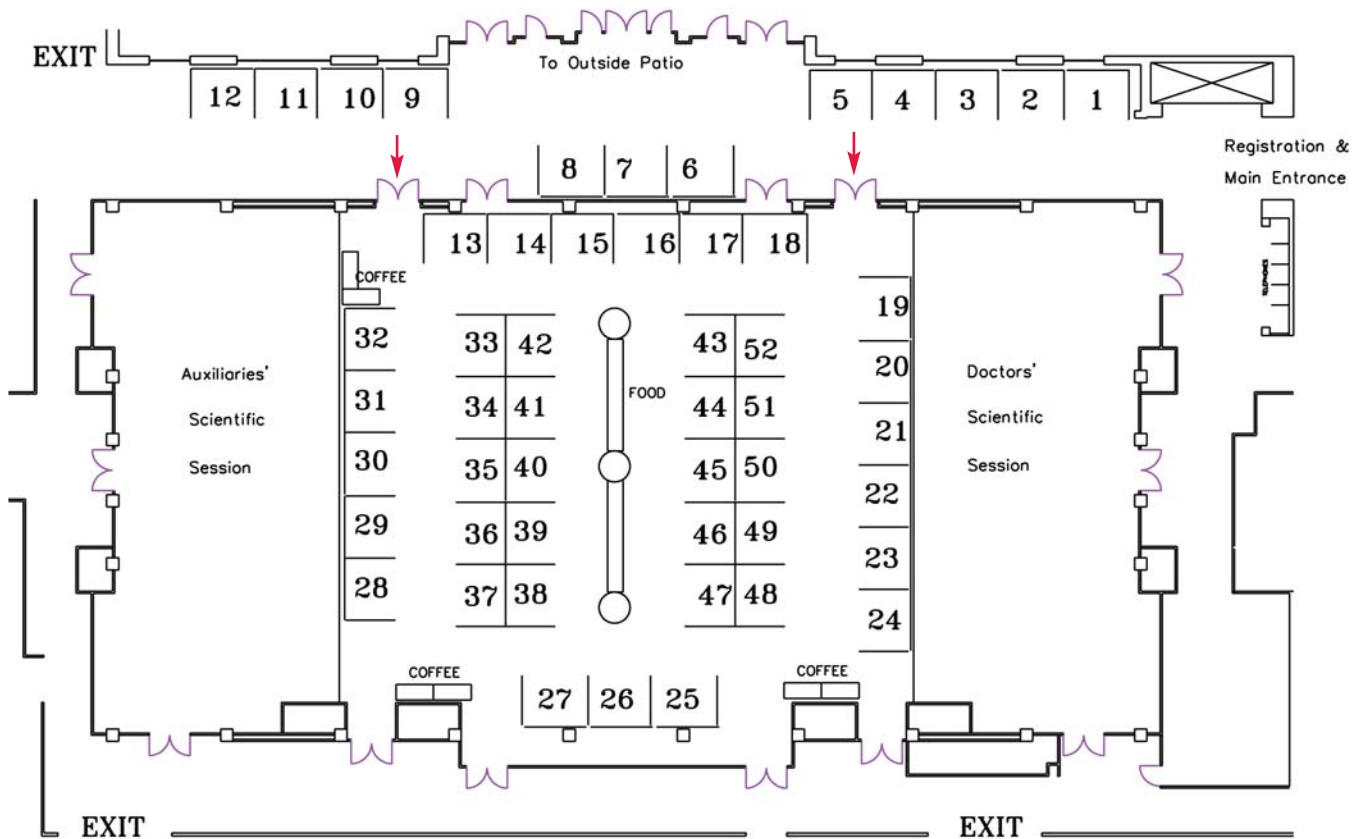 EXIT
To Outside Patio
12 11 10 9
5 4 3 2 1
Registration &
Main Entrance
8 7 6
13 14 15 16 17 18
TELEPHONES
COFFEE
19
32
33 42
43 52
20
Auxiliaries'
Scientific
Session
FOOD
Doctors'
Scientific
Session
31
34 41
44 51
21
30
35 40
45 50
22
29
36 39
46 49
23
28
37 38
47 48
24
COFFEE
COFFEE
27 26 25
EXIT
EXIT